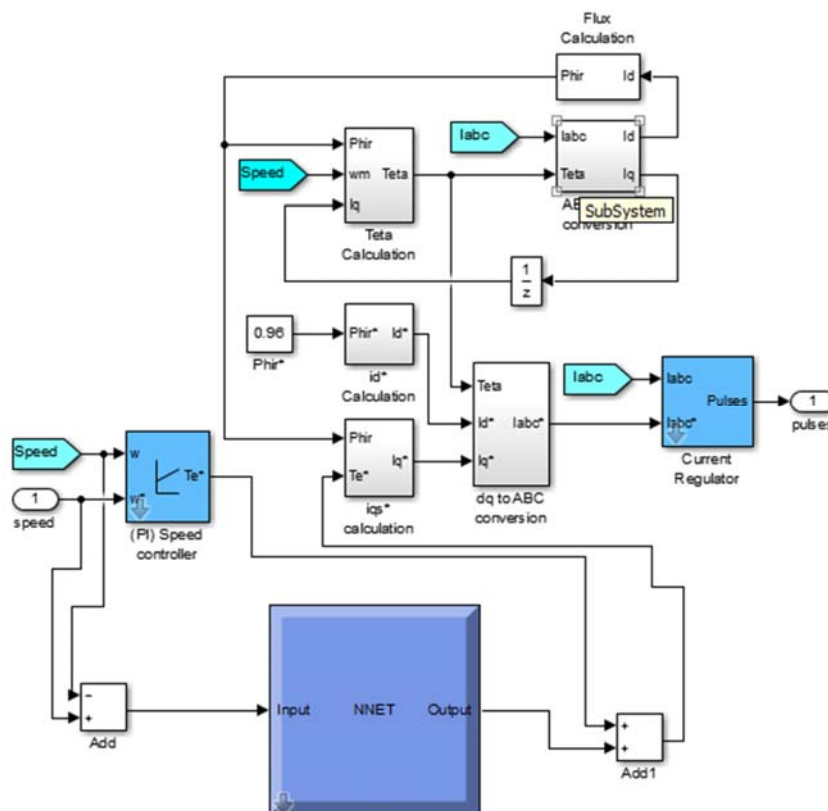 Flux
Calculation
Phir Id
Iabc
Iabc Id
Teta Iq
AB
conversion
SubSystem
Phir
Speed
wm Teta
Iq
Teta
Calculation
1
z
0.96
Phir*
Phir* Id*
id*
Calculation
Teta
Id* Iabc*
Iq*
dq to ABC
conversion
Iabc
Iabc
Pulses
Iabc*
Current
Regulator
1
pulses
Phir
Iq*
Te*
iqs*
calculation
Speed
w
Te*
w*
1
speed
(PI) Speed
controller
−
+
Add
Input NNET Output
+
+
Add1